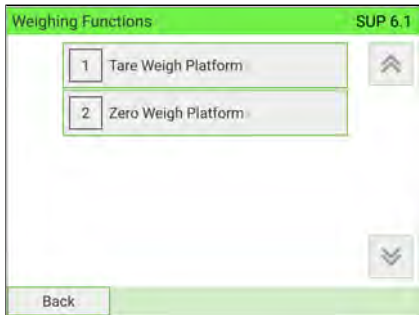 Weighing Functions SUP 6.1
1 Tare Weigh Platform
2 Zero Weigh Platform
Back